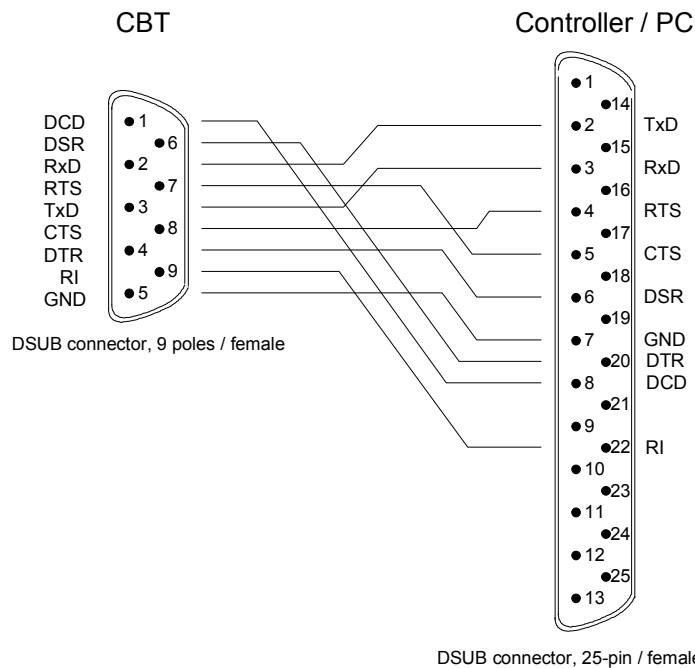 CBT
Controller / PC
DCD
DSR
RxD
RTS
TxD
CTS
DTR
RI
GND
1
6
2
7
3
8
4
9
5
DSUB connector, 9 poles / female
1
14
2
TxD
15
3
RxD
16
4
RTS
17
5
CTS
18
6
DSR
19
7
GND
20
DTR
8
DCD
21
9
22
RI
10
23
11
24
12
25
13
DSUB connector, 25-pin / female